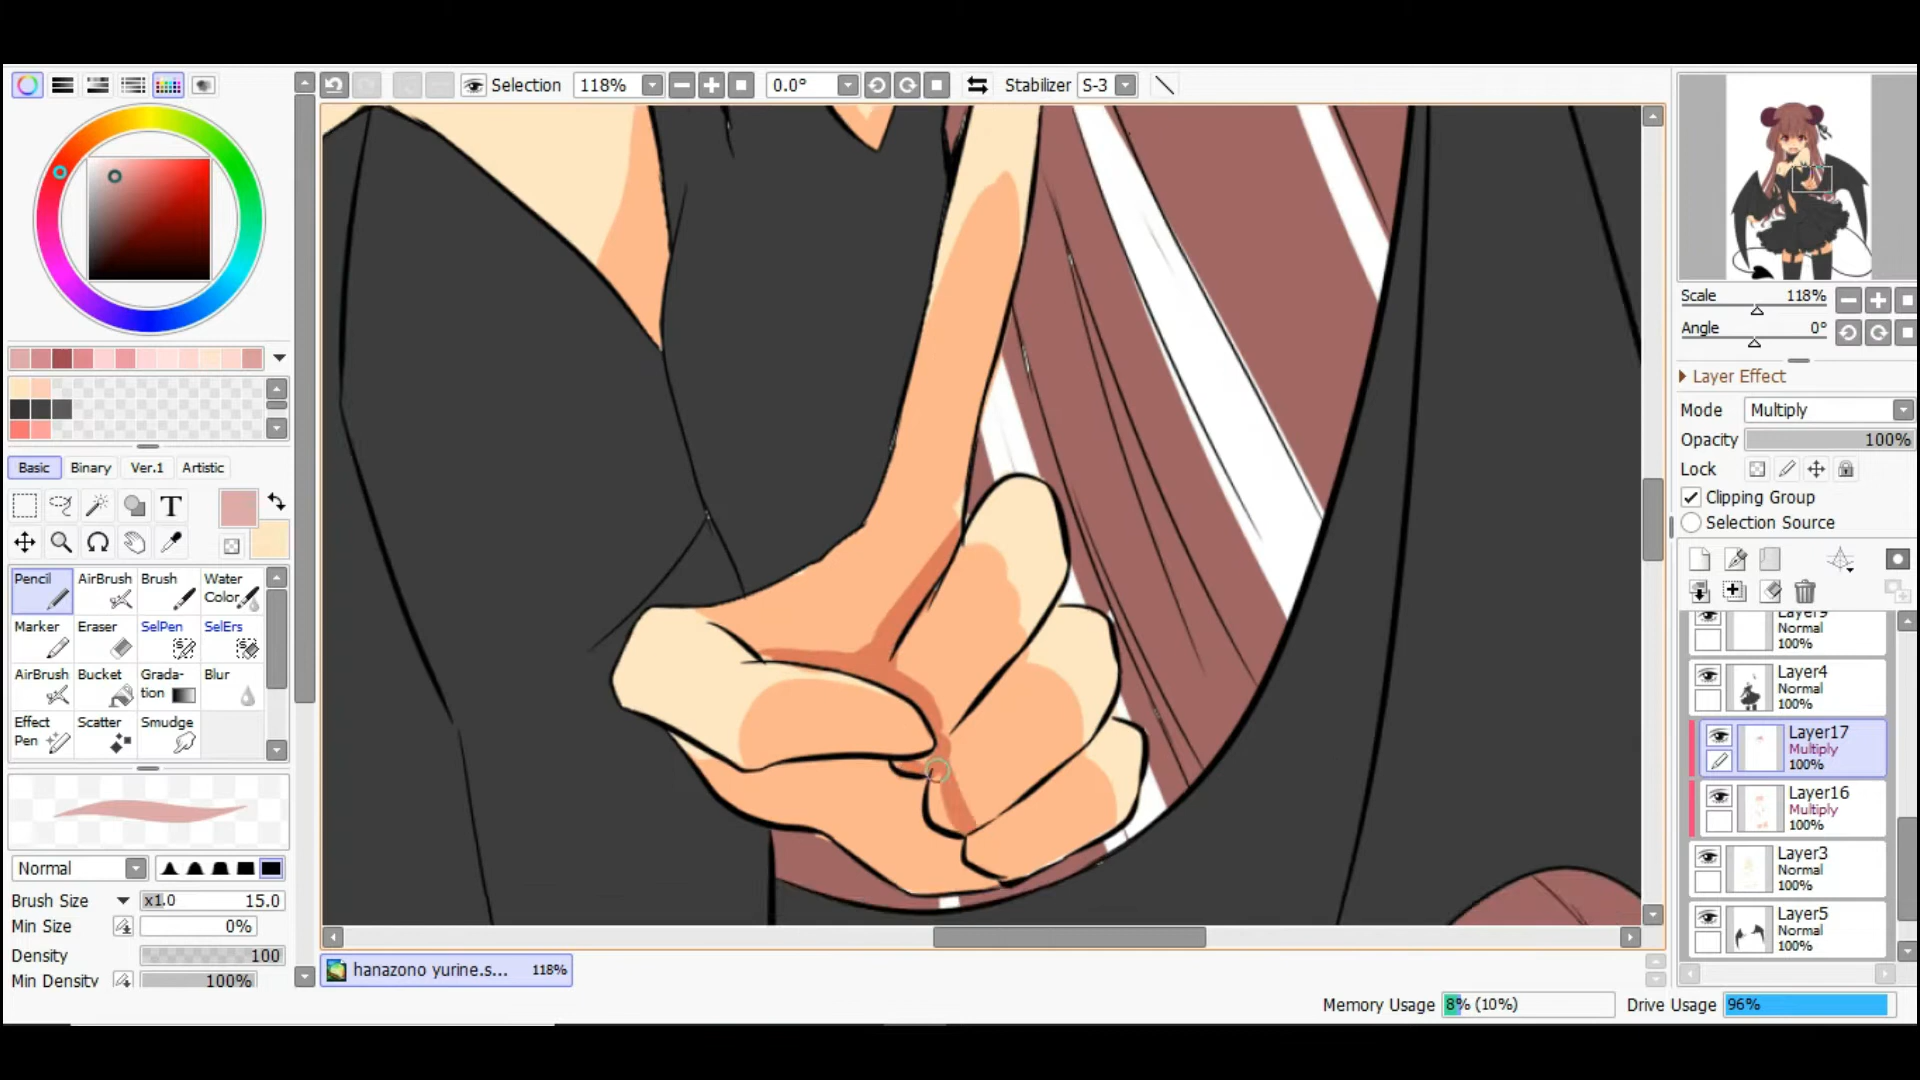 Selection 118% 0.0° Stabilizer S-3
Scale 118%
Angle 0°
Layer Effect
Mode Multiply
Opacity 100%
Lock
Clipping Group
Selection Source
Basic Binary Ver.1 Artistic
T
Pencil AirBrush Brush Water Color
Marker Eraser SelPen SelErs
AirBrush Bucket Grada-tion Blur
Effect Pen Scatter Smudge
Normal
Brush Size x1.0 15.0
Min Size 0%
Density 100
Min Density 100%
Layer9
Normal
100%
Layer4
Normal
100%
Layer17
Multiply
100%
Layer16
Multiply
100%
Layer3
Normal
100%
Layer5
Normal
100%
hanazono yurine.s... 118%
Memory Usage 8% (10%) Drive Usage 96%